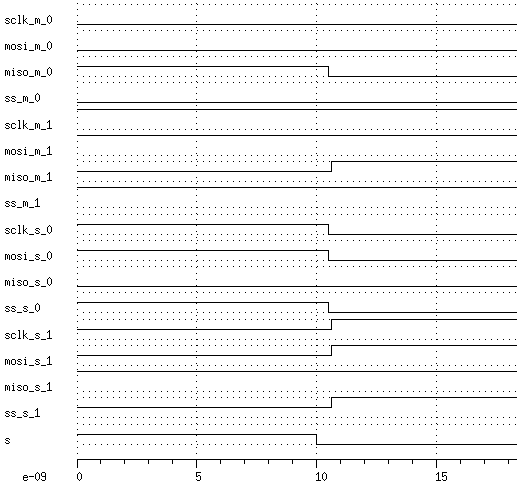 sclk_m_0
mosi_m_0
miso_m_0
ss_m_0
sclk_m_1
mosi_m_1
miso_m_1
ss_m_1
sclk_s_0
mosi_s_0
miso_s_0
ss_s_0
sclk_s_1
mosi_s_1
miso_s_1
ss_s_1
s
e-09 0 5 10 15